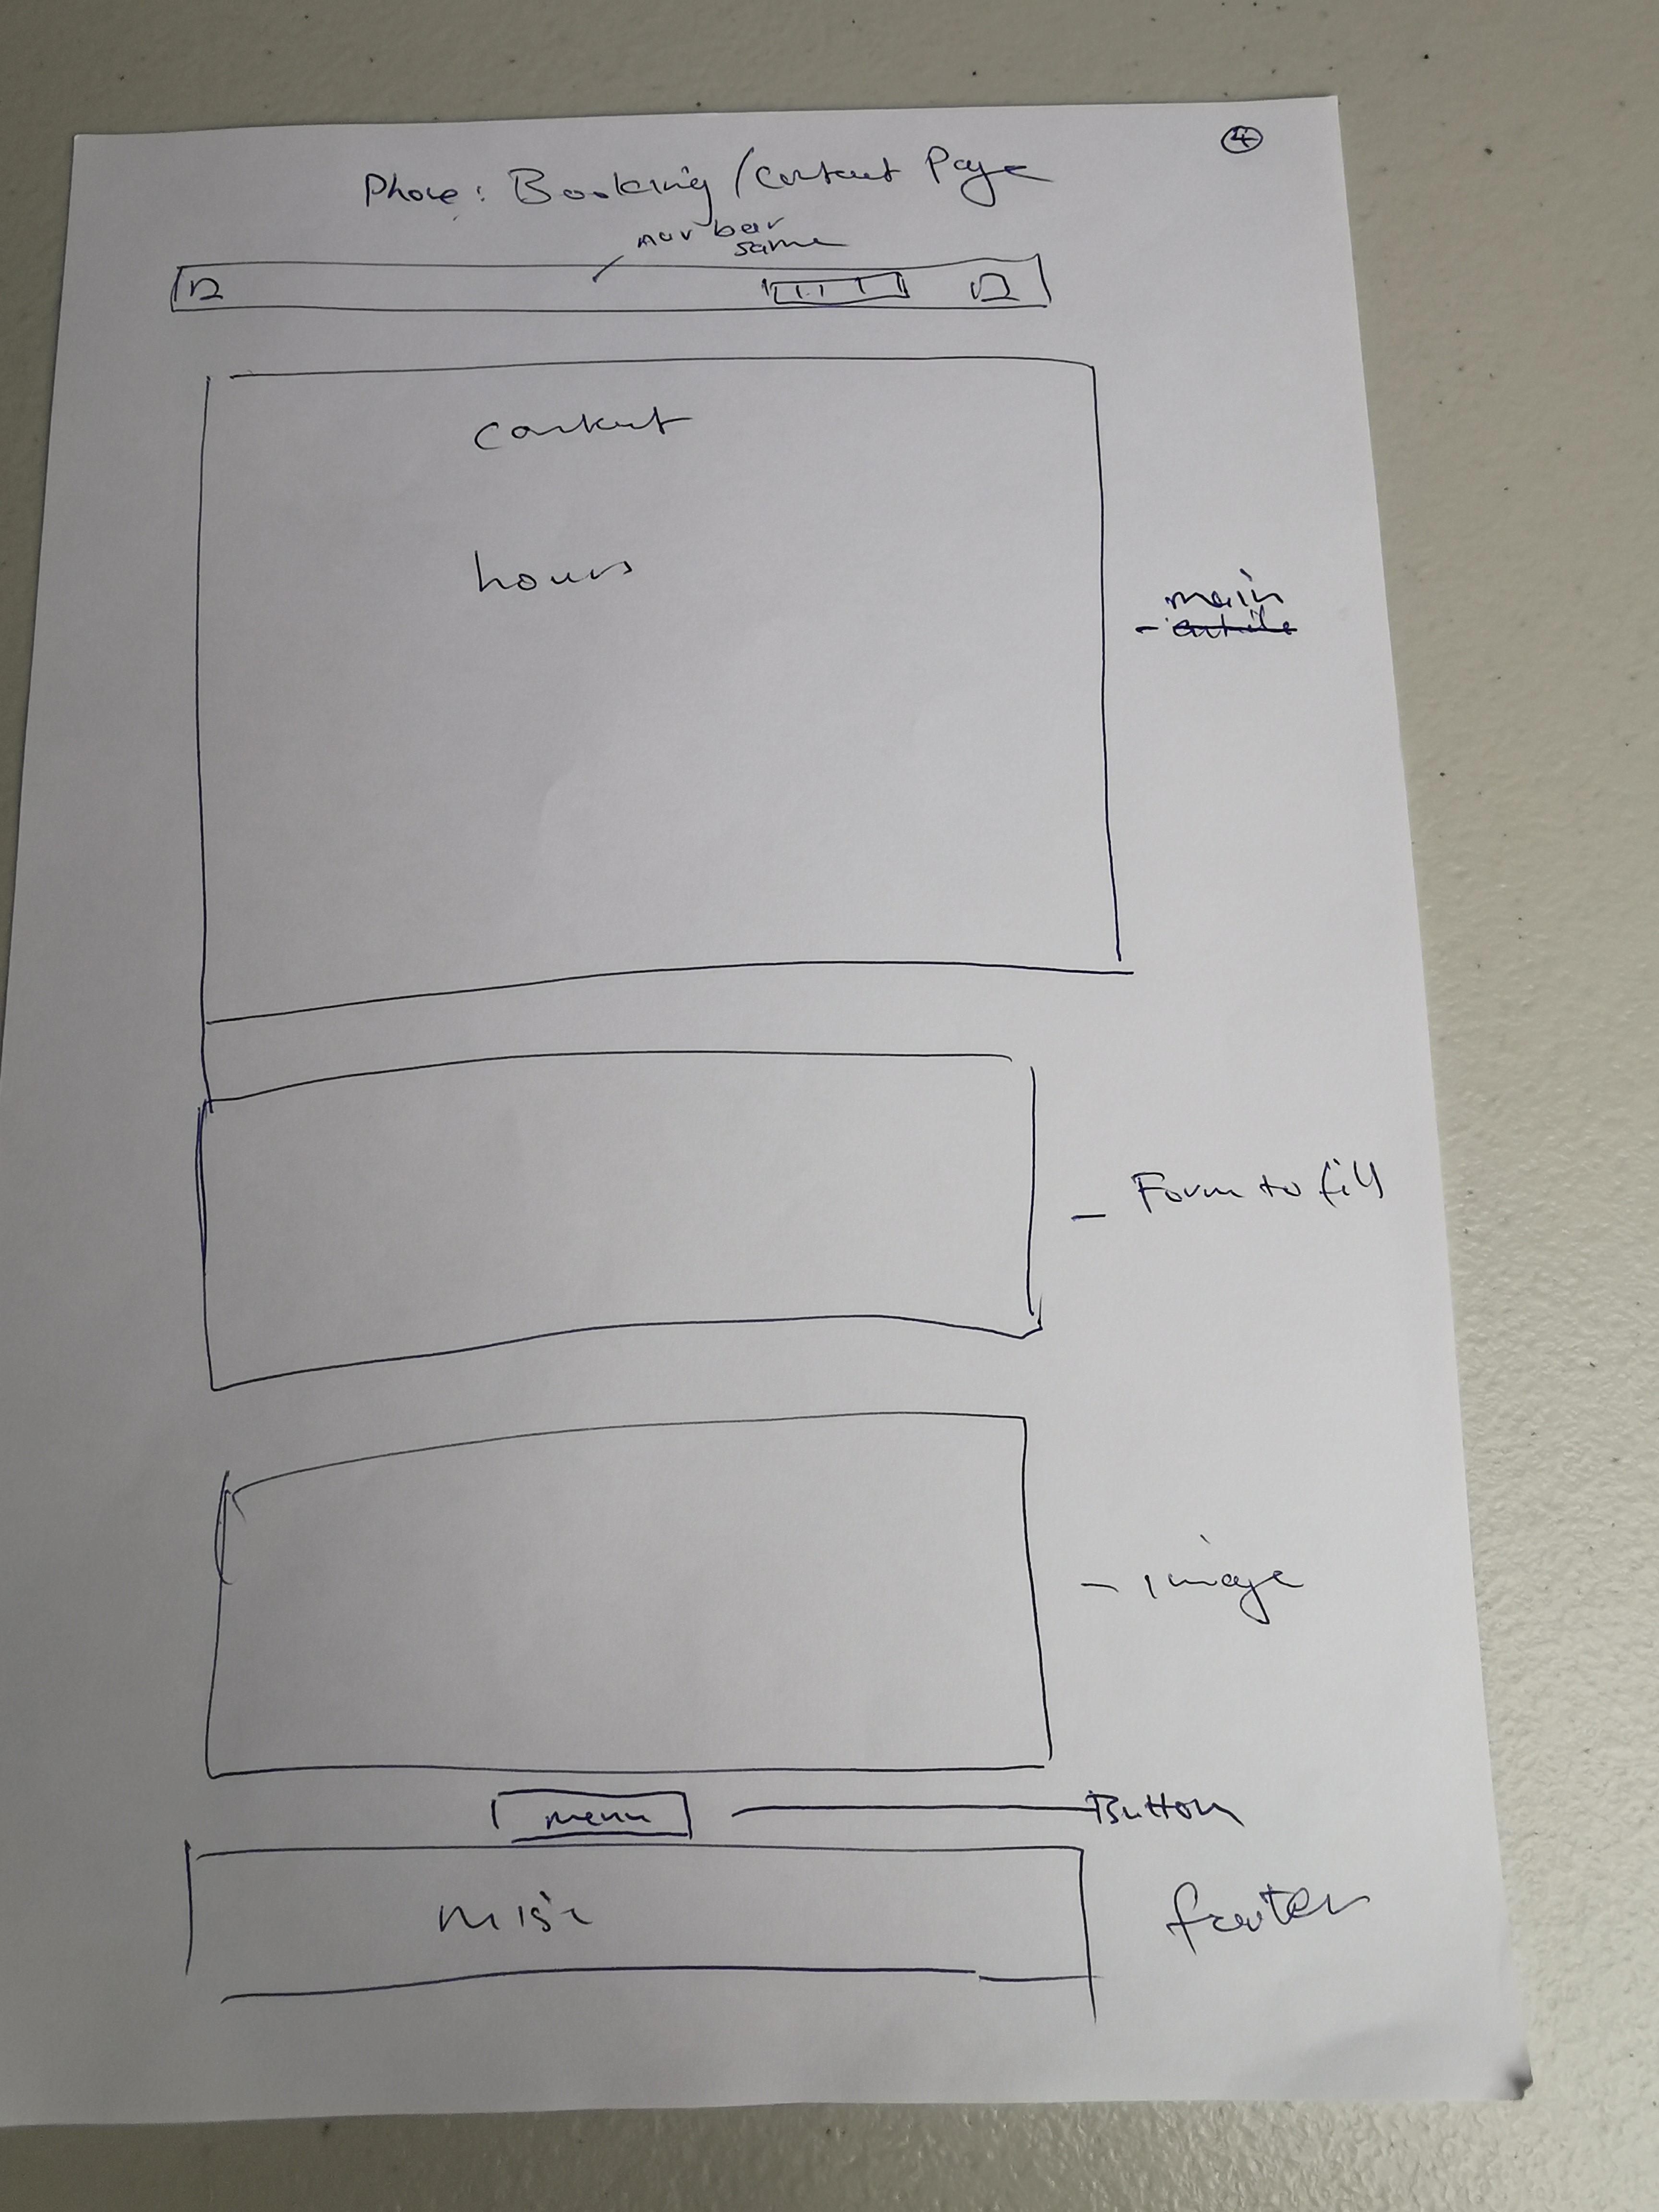 ④
Phone: Booking/Contact Page
nav bar
same
contact
hours
main
- article
- Form to fill
- image
menu
Button
misc
footer